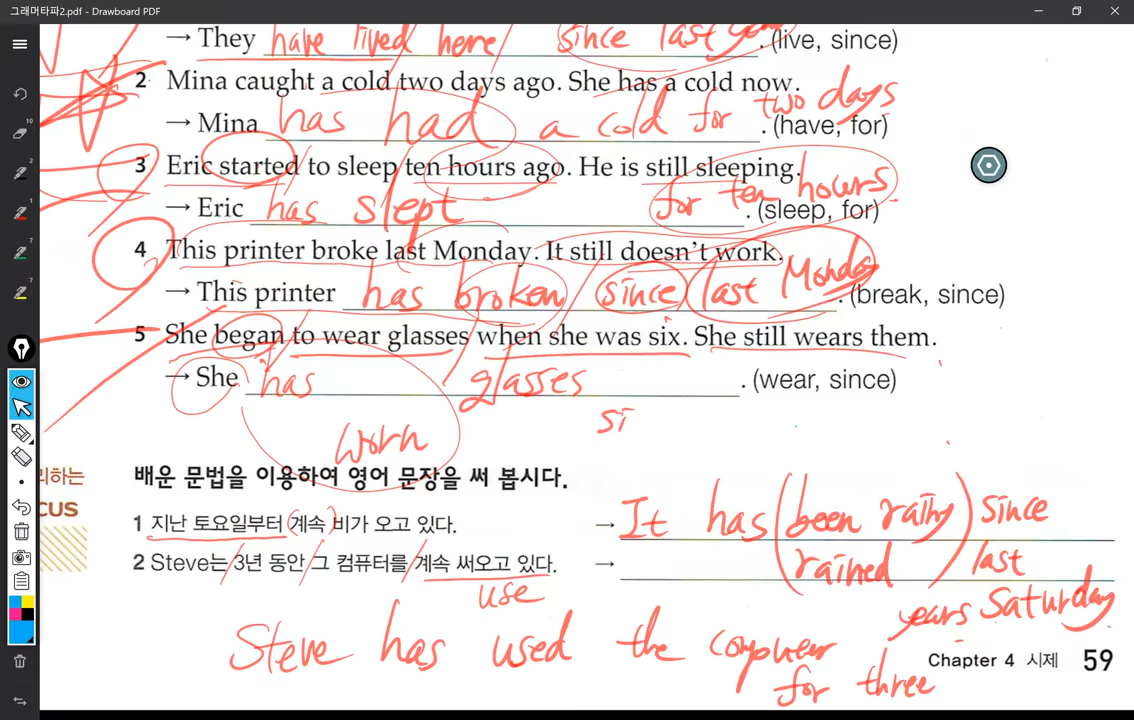 그래머타파2.pdf - Drawboard PDF
→ They have lived here since last year. (live, since)
2 Mina caught a cold two days ago. She has a cold now.
→ Mina has had a cold for two days. (have, for)
3 Eric started to sleep ten hours ago. He is still sleeping.
→ Eric has slept for ten hours. (sleep, for)
4 This printer broke last Monday. It still doesn't work.
→ This printer has broken since last Monday. (break, since)
5 She began to wear glasses when she was six. She still wears them.
→ She has glasses. (wear, since)
si
worn
리하는
CUS
배운 문법을 이용하여 영어 문장을 써 봅시다.
1 지난 토요일부터 (계속) 비가 오고 있다. → It has (been rainy) since
rained last
2 Steve는 3년 동안 그 컴퓨터를 계속 써오고 있다. →
use
years Saturday
Steve has used the computer
for three
Chapter 4 시제 59
10
2
1
7
7